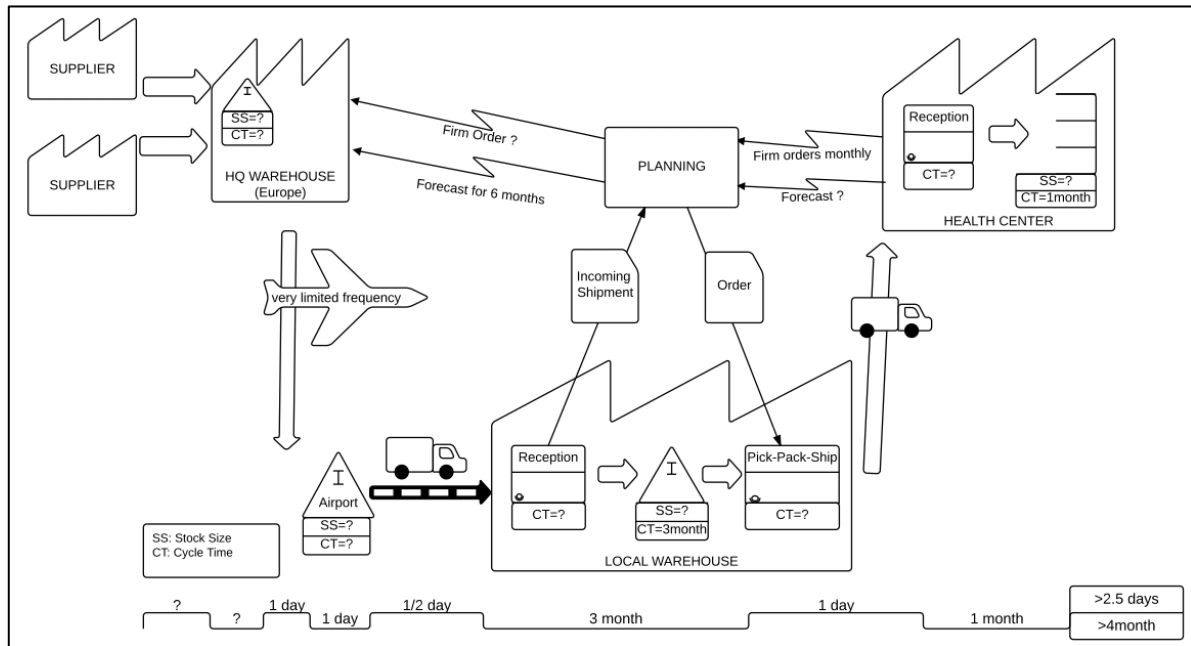 SUPPLIER
SUPPLIER
I
SS=?
CT=?
HQ WAREHOUSE
(Europe)
Firm Order ?
Forecast for 6 months
PLANNING
Firm orders monthly
Forecast ?
Reception
CT=?
SS=?
CT=1month
HEALTH CENTER
very limited frequency
Incoming
Shipment
Order
I
Airport
SS=?
CT=?
Reception
CT=?
I
SS=?
CT=3month
Pick-Pack-Ship
CT=?
LOCAL WAREHOUSE
SS: Stock Size
CT: Cycle Time
?
?
1 day
1 day
1/2 day
3 month
1 day
1 month
>2.5 days
>4month